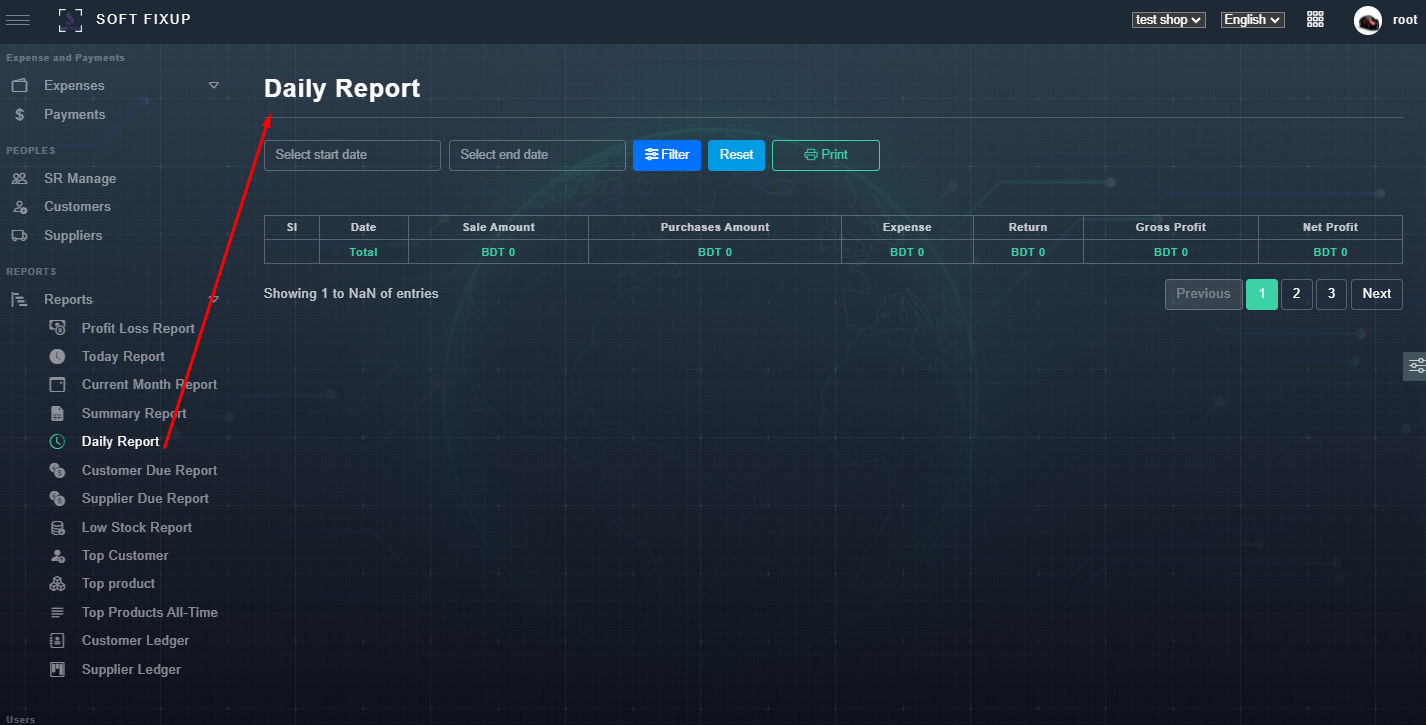 SOFT FIXUP
test shop
English
root
Expense and Payments
Expenses
Payments
PEOPLES
SR Manage
Customers
Suppliers
REPORTS
Reports
Profit Loss Report
Today Report
Current Month Report
Summary Report
Daily Report
Customer Due Report
Supplier Due Report
Low Stock Report
Top Customer
Top product
Top Products All-Time
Customer Ledger
Supplier Ledger
Users
Daily Report
Select start date Select end date Filter Reset Print
Sl Date Sale Amount Purchases Amount Expense Return Gross Profit Net Profit
Total BDT 0 BDT 0 BDT 0 BDT 0 BDT 0 BDT 0
Showing 1 to NaN of entries
Previous 1 2 3 Next